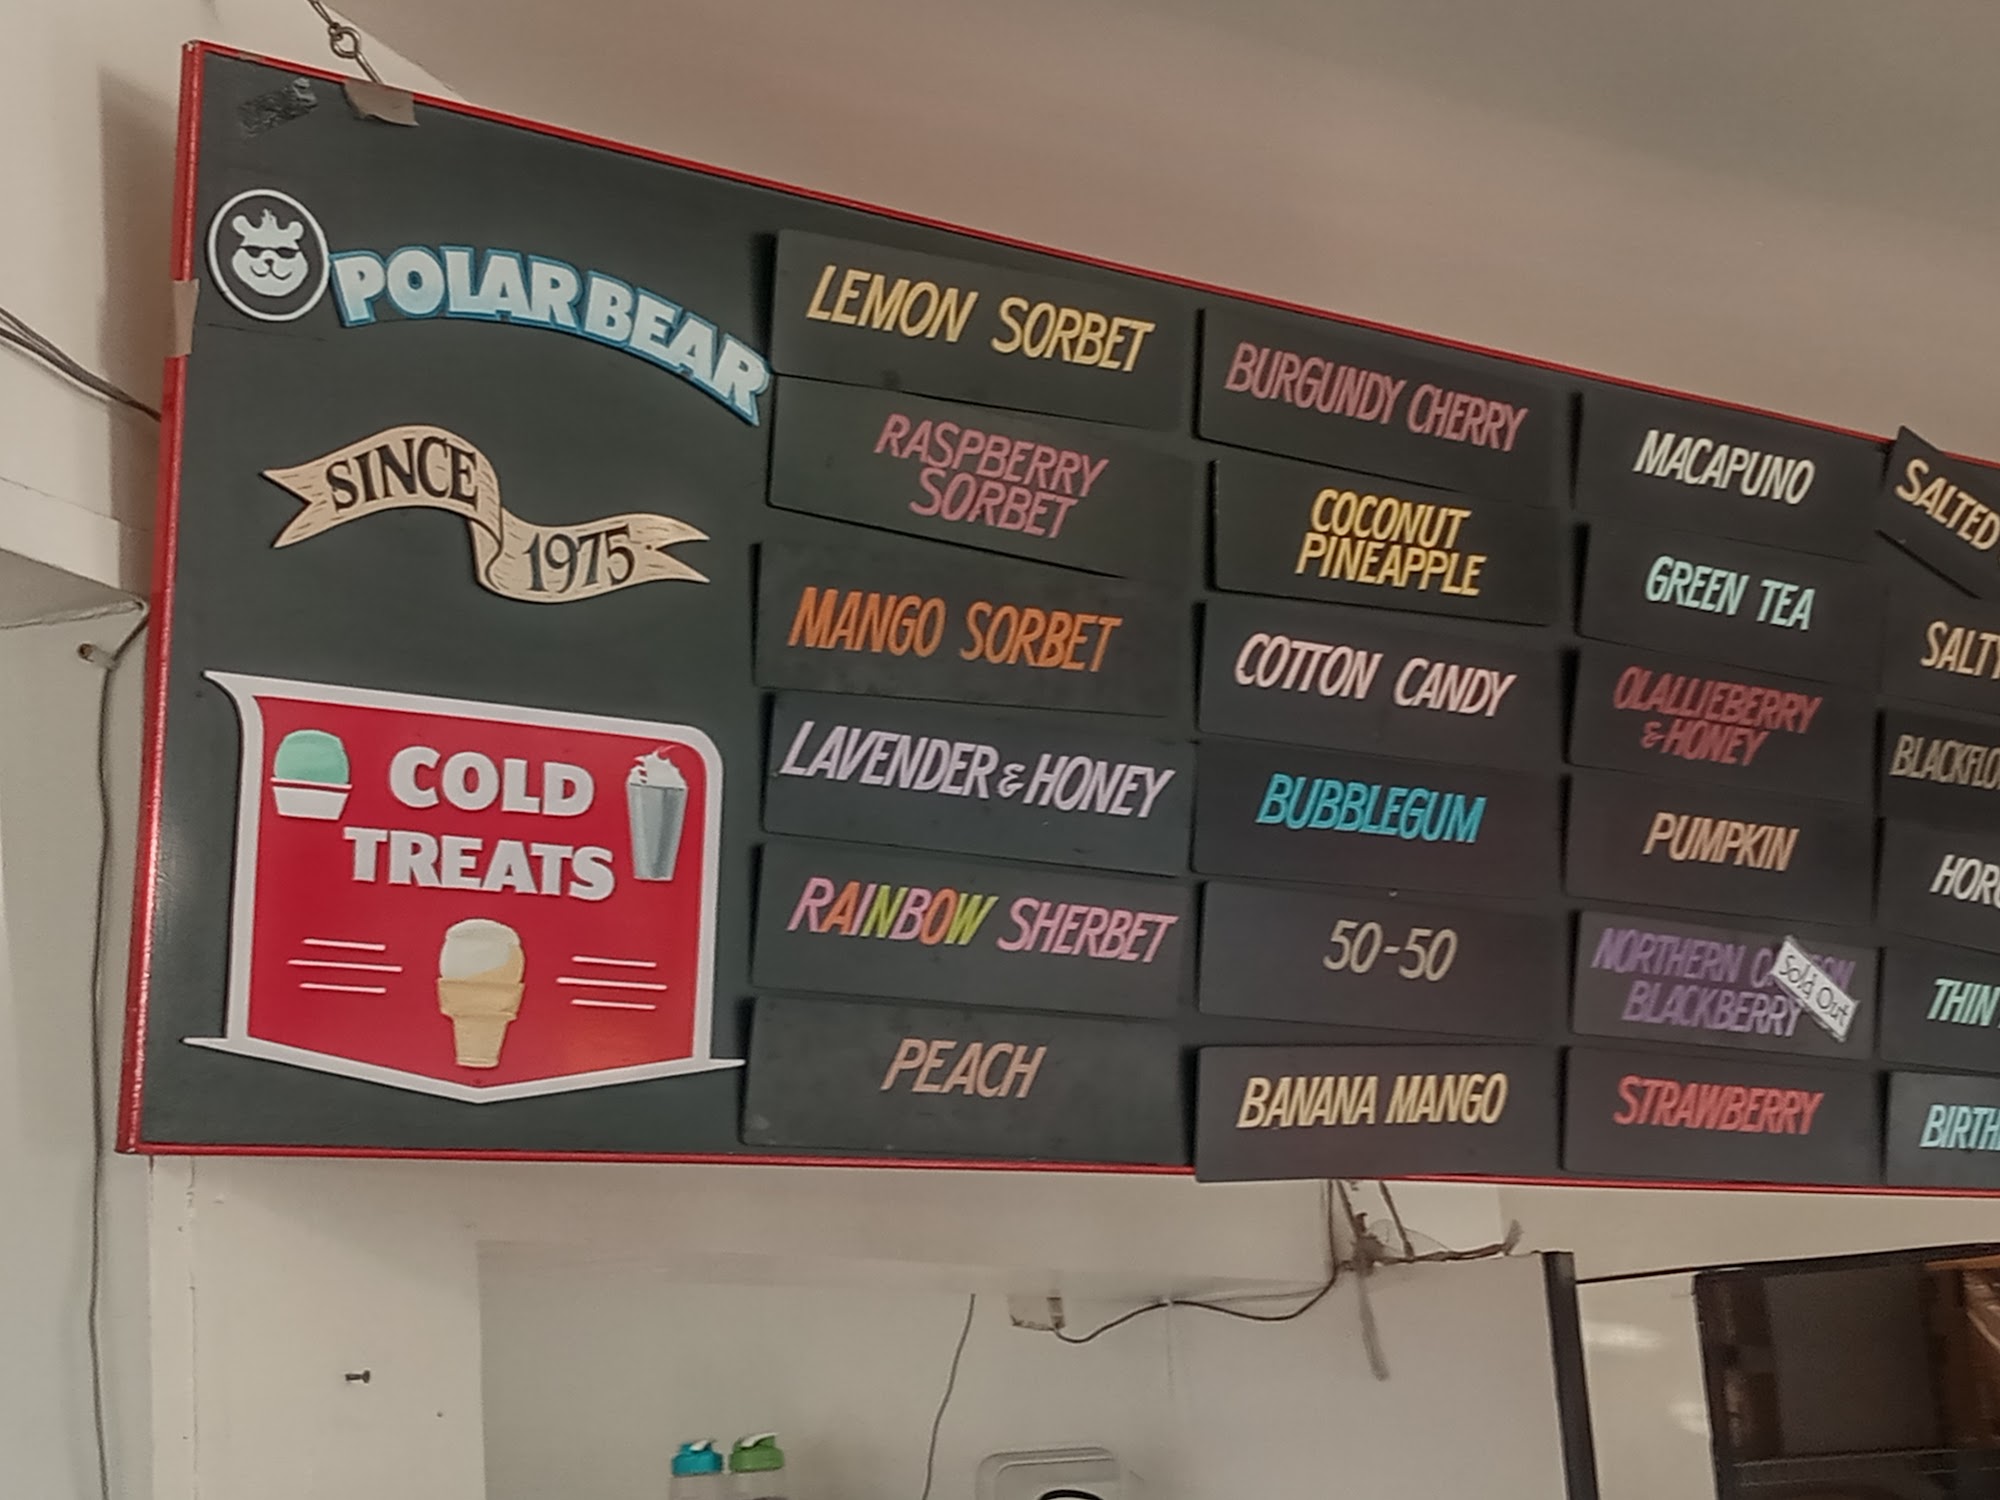 POLAR BEAR
SINCE
1975
COLD
TREATS
LEMON SORBET
RASPBERRY
SORBET
MANGO SORBET
LAVENDER & HONEY
RAINBOW SHERBET
PEACH
BURGUNDY CHERRY
COCONUT
PINEAPPLE
COTTON CANDY
BUBBLEGUM
50-50
BANANA MANGO
MACAPUNO
GREEN TEA
OLALLIEBERRY
& HONEY
PUMPKIN
NORTHERN
BLACKBERRY
Sold Out
STRAWBERRY
SALTED
SALTY
THIN